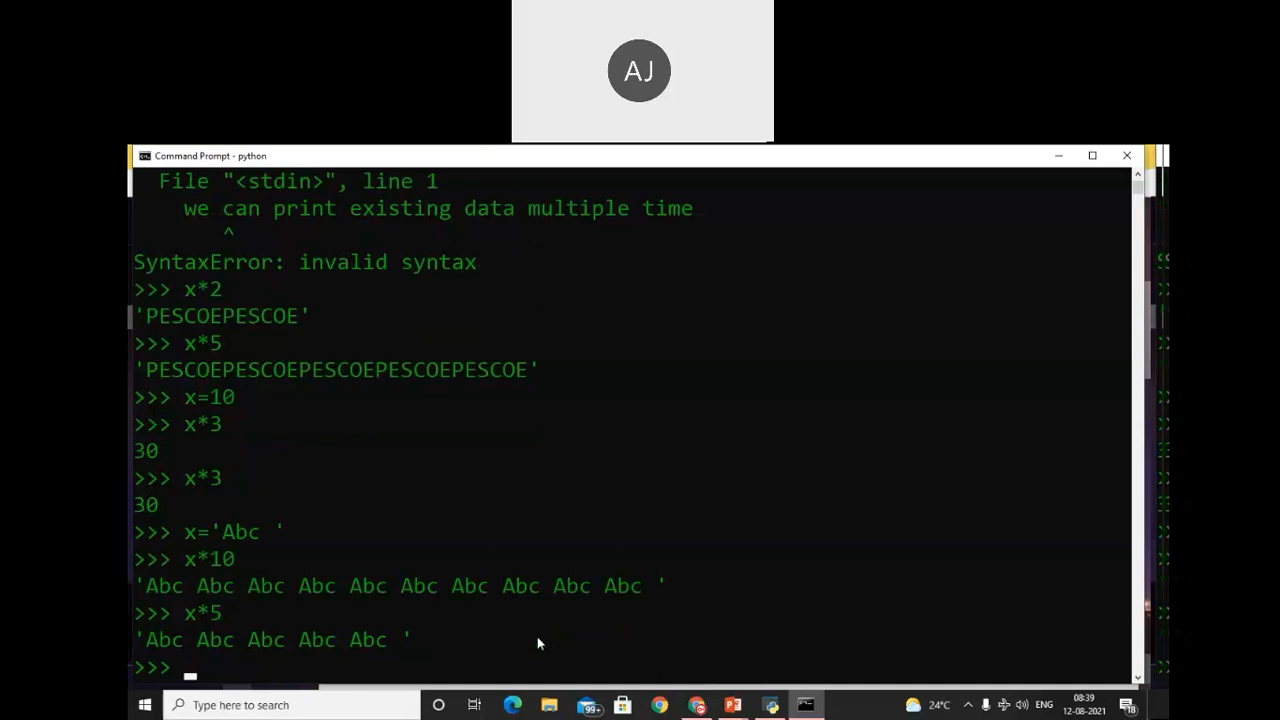 AJ
Command Prompt - python
File "<stdin>", line 1
we can print existing data multiple time
^
SyntaxError: invalid syntax
>>> x*2
'PESCOEPESCOE'
>>> x*5
'PESCOEPESCOEPESCOEPESCOEPESCOE'
>>> x=10
>>> x*3
30
>>> x*3
30
>>> x='Abc '
>>> x*10
'Abc Abc Abc Abc Abc Abc Abc Abc Abc Abc '
>>> x*5
'Abc Abc Abc Abc Abc '
>>>
Type here to search
99+
24°C
ENG
08:39
12-08-2021
18